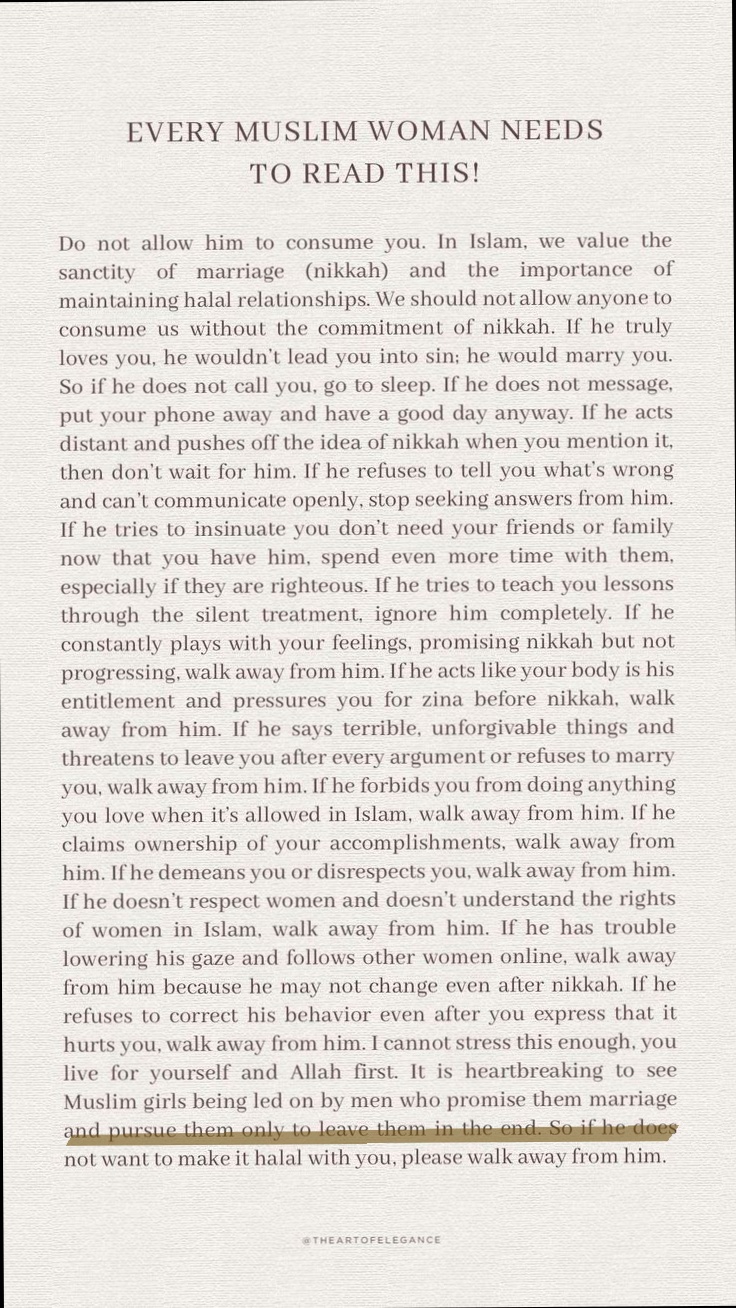 EVERY MUSLIM WOMAN NEEDS
TO READ THIS!
Do not allow him to consume you. In Islam, we value the
sanctity of marriage (nikkah) and the importance of
maintaining halal relationships. We should not allow anyone to
consume us without the commitment of nikkah. If he truly
loves you, he wouldn't lead you into sin; he would marry you.
So if he does not call you, go to sleep. If he does not message,
put your phone away and have a good day anyway. If he acts
distant and pushes off the idea of nikkah when you mention it,
then don't wait for him. If he refuses to tell you what's wrong
and can't communicate openly, stop seeking answers from him.
If he tries to insinuate you don't need your friends or family
now that you have him, spend even more time with them,
especially if they are righteous. If he tries to teach you lessons
through the silent treatment, ignore him completely. If he
constantly plays with your feelings, promising nikkah but not
progressing, walk away from him. If he acts like your body is his
entitlement and pressures you for zina before nikkah, walk
away from him. If he says terrible, unforgivable things and
threatens to leave you after every argument or refuses to marry
you, walk away from him. If he forbids you from doing anything
you love when it's allowed in Islam, walk away from him. If he
claims ownership of your accomplishments, walk away from
him. If he demeans you or disrespects you, walk away from him.
If he doesn't respect women and doesn't understand the rights
of women in Islam, walk away from him. If he has trouble
lowering his gaze and follows other women online, walk away
from him because he may not change even after nikkah. If he
refuses to correct his behavior even after you express that it
hurts you, walk away from him. I cannot stress this enough, you
live for yourself and Allah first. It is heartbreaking to see
Muslim girls being led on by men who promise them marriage
and pursue them only to leave them in the end. So if he does
not want to make it halal with you, please walk away from him.
@THEARTOFELEGANCE